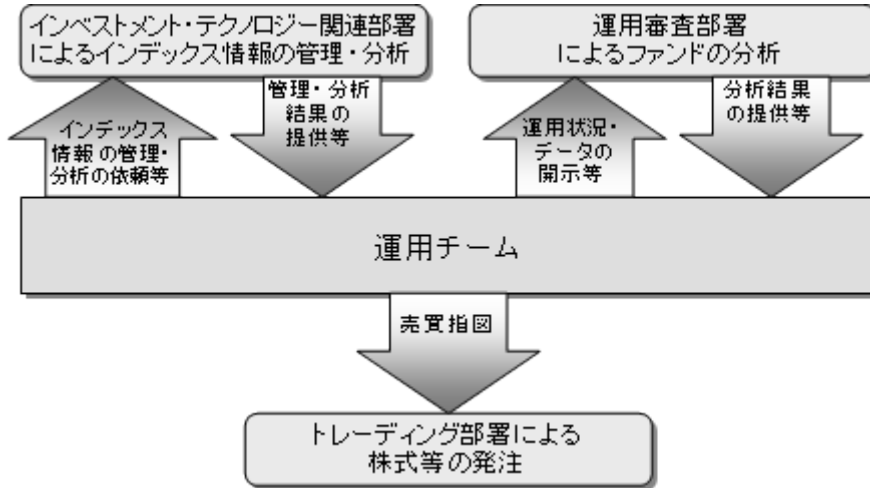 インベストメント・テクノロジー関連部署
によるインデックス情報の管理・分析
運用審査部署
によるファンドの分析
インデックス
情報の管理・
分析の依頼等
管理・分析
結果の
提供等
運用状況・
データの
開示等
分析結果
の提供等
運用チーム
売買指図
トレーディング部署による
株式等の発注